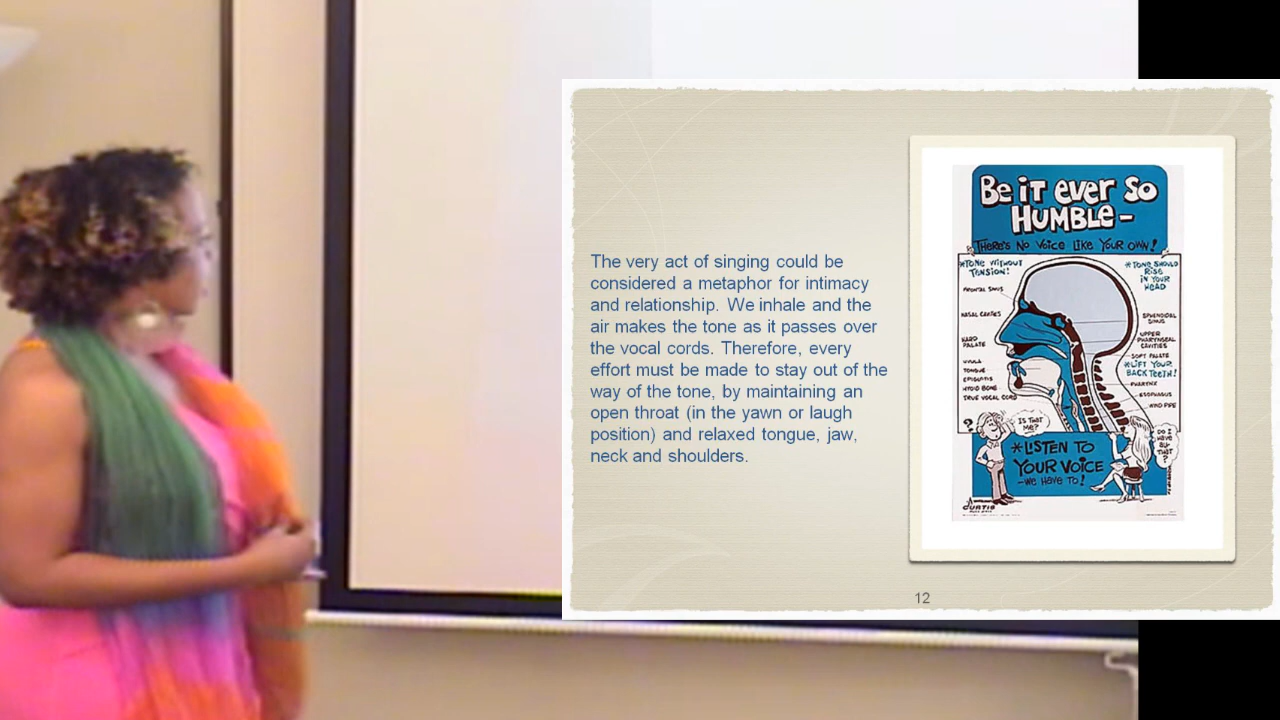 The very act of singing could be
considered a metaphor for intimacy
and relationship. We inhale and the
air makes the tone as it passes over
the vocal cords. Therefore, every
effort must be made to stay out of the
way of the tone, by maintaining an
open throat (in the yawn or laugh
position) and relaxed tongue, jaw,
neck and shoulders.
Be it ever so
Humble-
There's no voice like your own!
*Tone without
tension!
Frontal sinus
Nasal cavities
Hard
palate
Uvula
Tongue
Epiglotis
Hyoid bone
True vocal cord
*Tone should
rise
in your
head
Sphenoidal
sinus
Upper
pharyngeal
cavities
Soft palate
*Lift your
back teeth!
Pharynx
Esophagus
Wind pipe
?
Is that
me?
Do I
have
all
that
?
*Listen to
your voice
-we have to!
Curtis
12